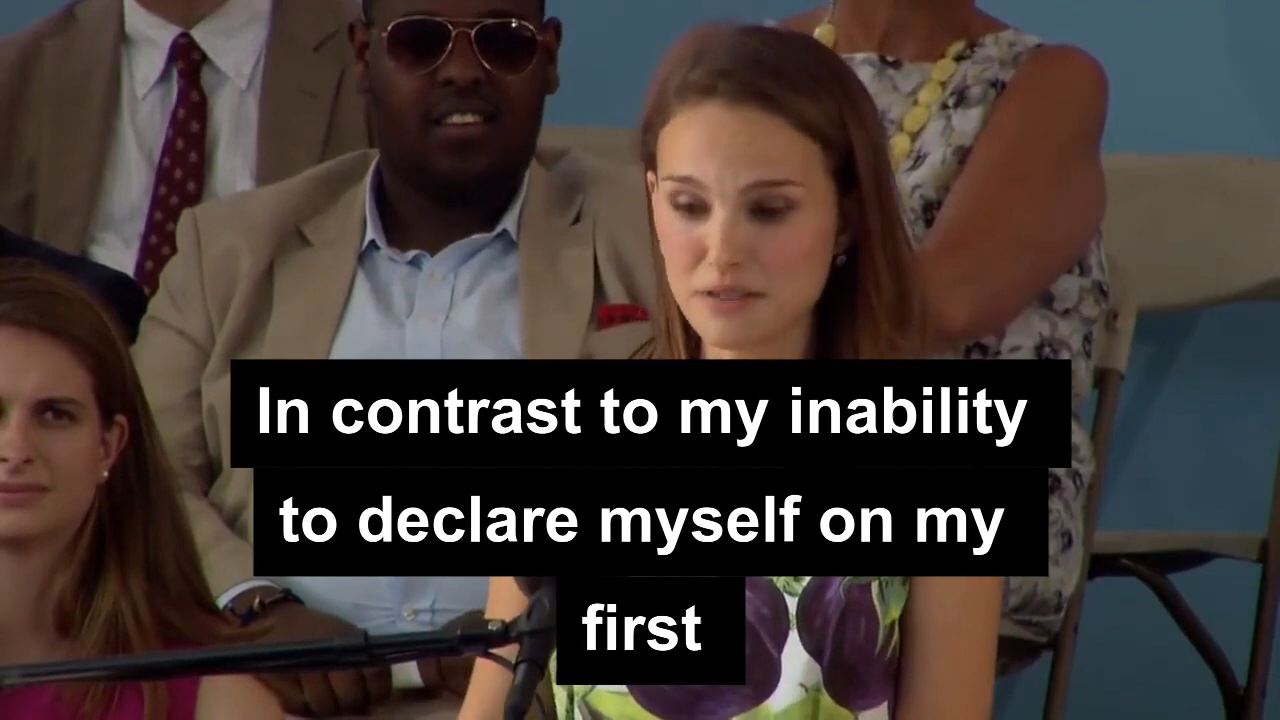 In contrast to my inability
to declare myself on my
first